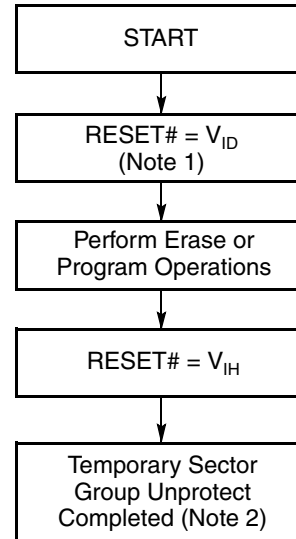 START
RESET# = V_ID
(Note 1)
Perform Erase or
Program Operations
RESET# = V_IH
Temporary Sector
Group Unprotect
Completed (Note 2)